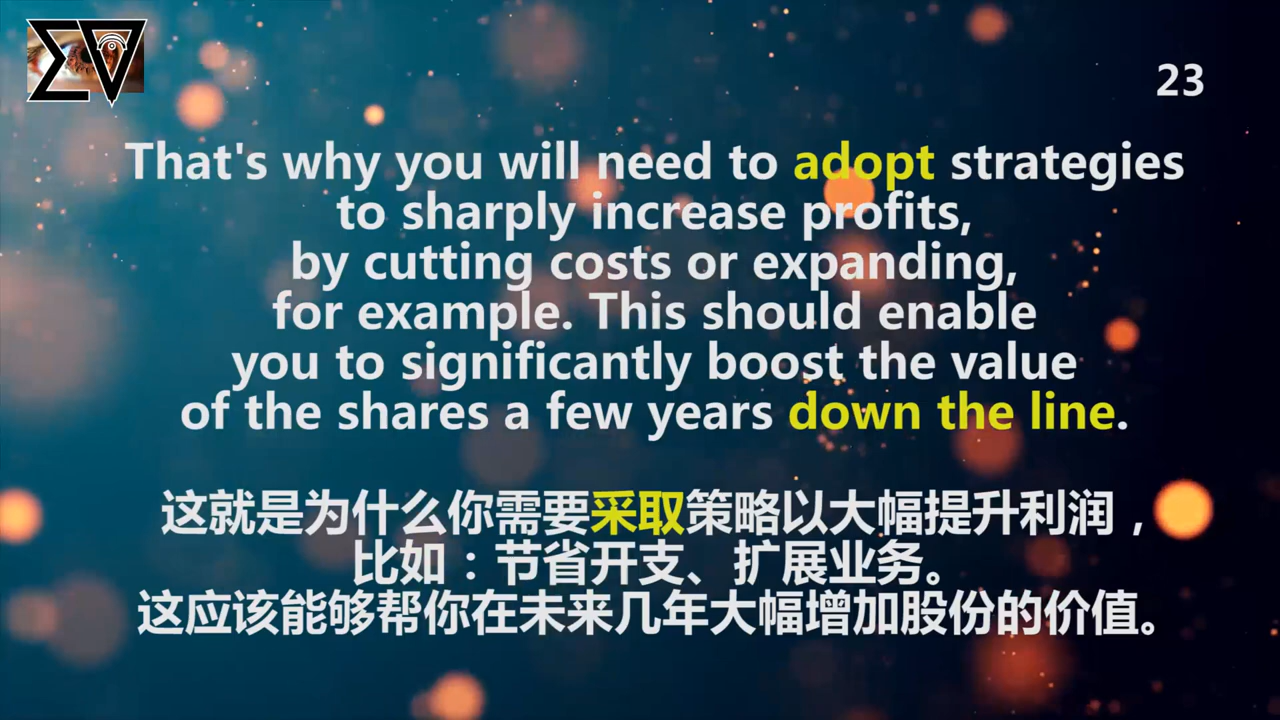 23
That's why you will need to adopt strategies
to sharply increase profits,
by cutting costs or expanding,
for example. This should enable
you to significantly boost the value
of the shares a few years down the line.
这就是为什么你需要采取策略以大幅提升利润，
比如：节省开支、扩展业务。
这应该能够帮你在未来几年大幅增加股份的价值。